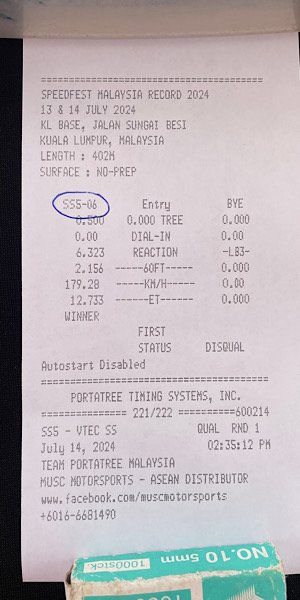 =====================================
SPEEDFEST MALAYSIA RECORD 2024
13 & 14 JULY 2024
KL BASE, JALAN SUNGAI BESI
KUALA LUMPUR, MALAYSIA
LENGTH : 402M
SURFACE : NO-PREP
SS5-06 Entry BYE
0.500 0.000 TREE 0.000
0.00 DIAL-IN 0.00
6.323 REACTION -LB3-
2.156 ------60FT----- 0.000
179.28 -----KM/H----- 0.00
12.733 ------ET------ 0.000
WINNER
FIRST
STATUS DISQUAL
Autostart Disabled
=====================================
PORTATREE TIMING SYSTEMS, INC.
============== 221/222 ==========600214
SS5 - VTEC SS QUAL RND 1
July 14, 2024 02:35:12 PM
TEAM PORTATREE MALAYSIA
MUSC MOTORSPORTS - ASEAN DISTRIBUTOR
www.facebook.com/muscmotorsports
+6016-6681490
NO.10 5mm
1000stick.